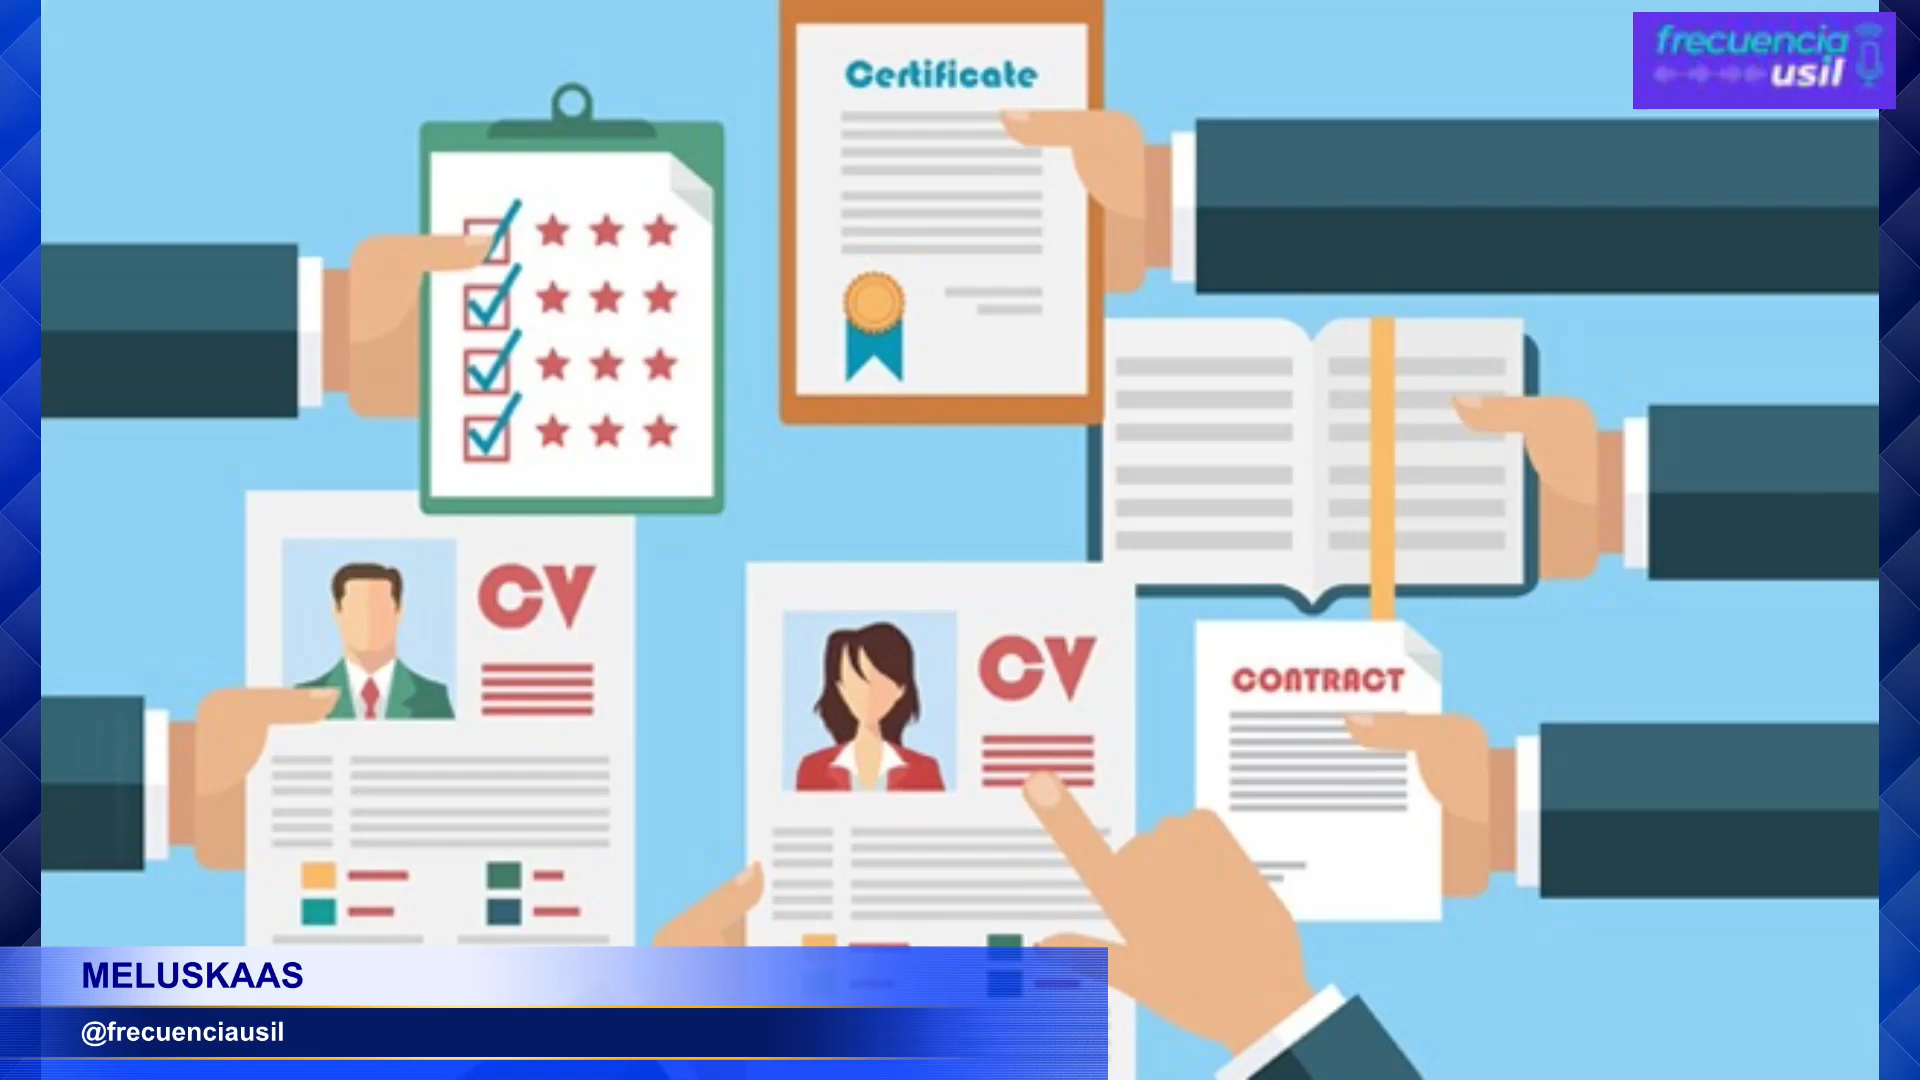 frecuencia
usil
Certificate
CV
CV
CONTRACT
MELUSKAAS
@frecuenciausil